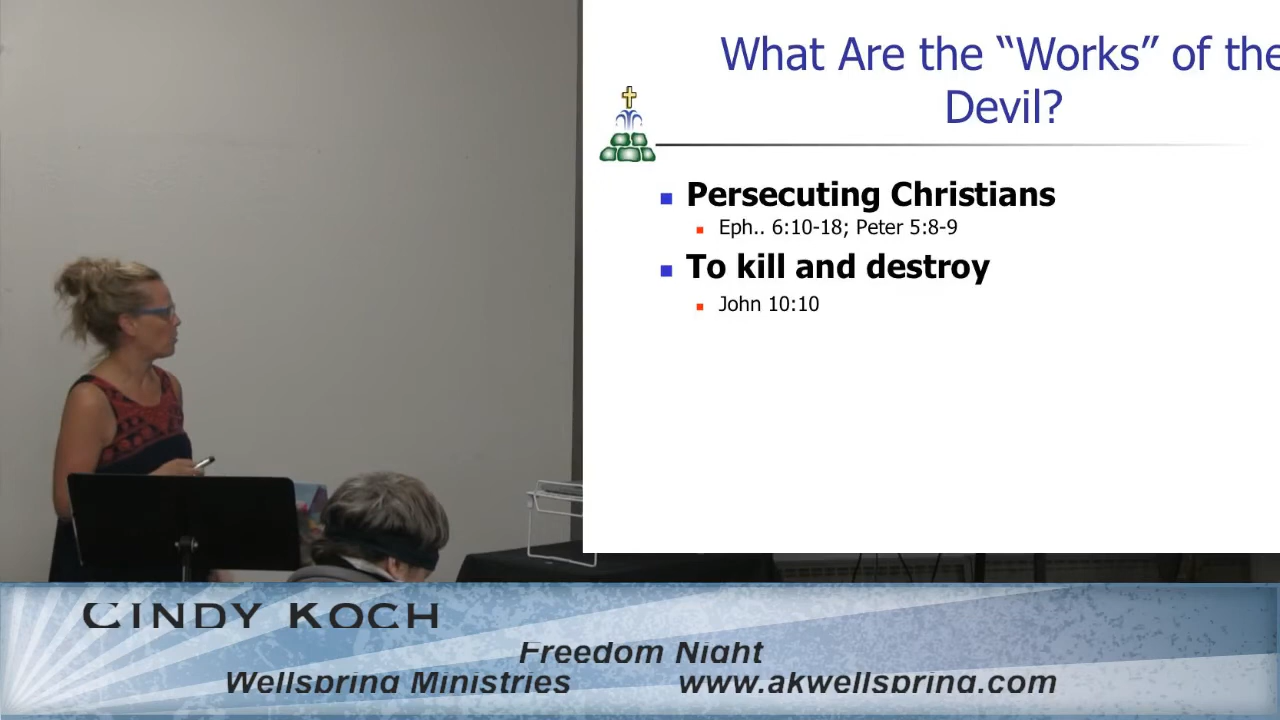 What Are the “Works” of the
Devil?
Persecuting Christians
Eph.. 6:10-18; Peter 5:8-9
To kill and destroy
John 10:10
CINDY KOCH
Freedom Night
Wellspring Ministries www.akwellspring.com